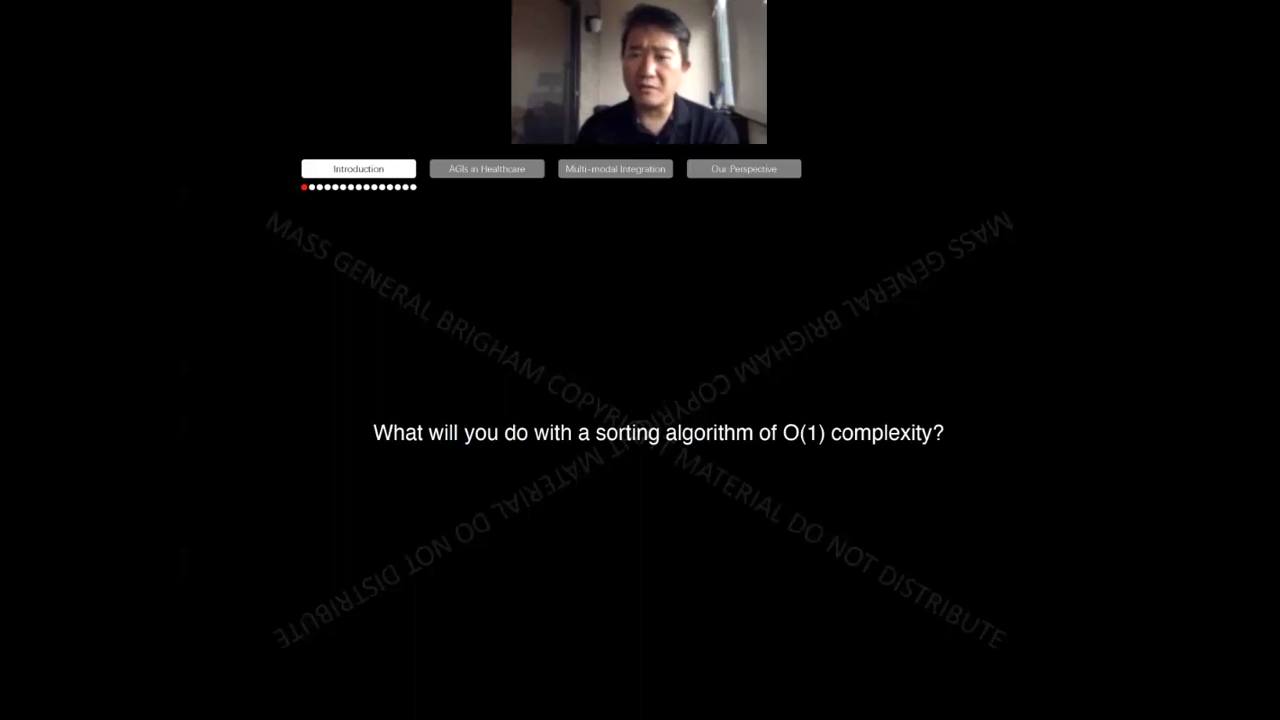 Introduction
AGIs in Healthcare
Multi-modal Integration
Our Perspective
MASS GENERAL BRIGHAM COPYRIGHT MATERIAL DO NOT DISTRIBUTE
MASS GENERAL BRIGHAM COPYRIGHT MATERIAL DO NOT DISTRIBUTE
What will you do with a sorting algorithm of O(1) complexity?